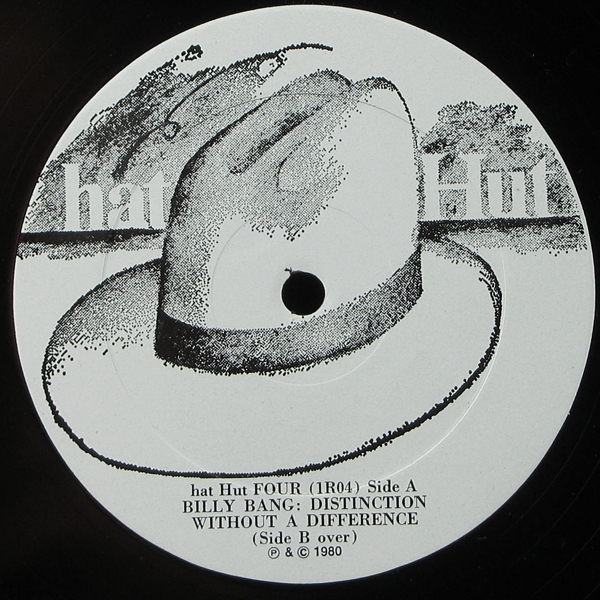 hat Hut
hat Hut FOUR (1R04) Side A
BILLY BANG: DISTINCTION
WITHOUT A DIFFERENCE
(Side B over)
℗ & © 1980